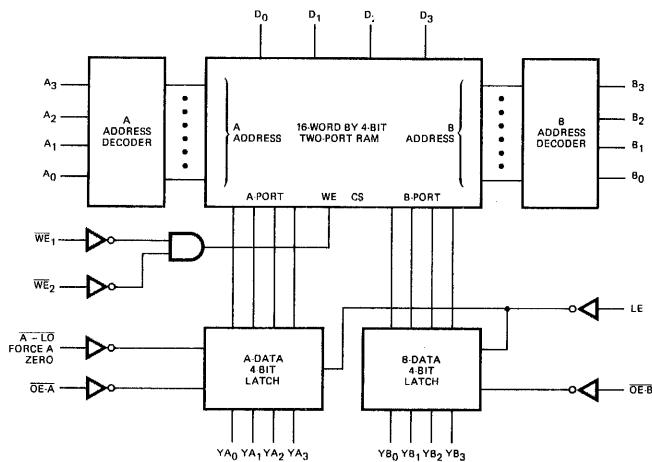 D0 D1 D. D3
A3
A2
A1
A0
A
ADDRESS
DECODER
A
ADDRESS
16-WORD BY 4-BIT
TWO-PORT RAM
B
ADDRESS
B
ADDRESS
DECODER
B3
B2
B1
B0
A-PORT WE CS B-PORT
WE1
WE2
A - LO
FORCE A
ZERO
OE-A
A-DATA
4-BIT
LATCH
B-DATA
4-BIT
LATCH
LE
OE-B
YA0 YA1 YA2 YA3
YB0 YB1 YB2 YB3